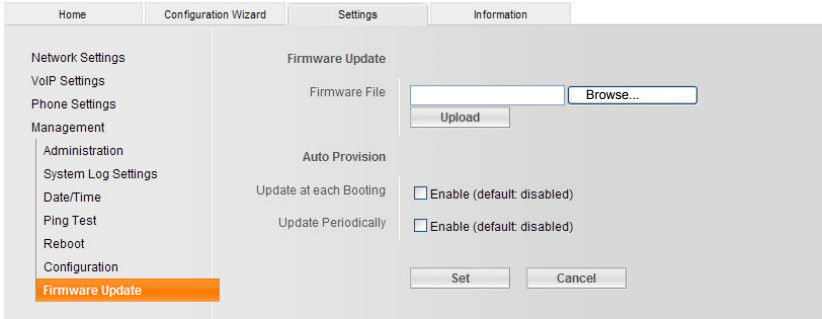 Home
Configuration Wizard
Settings
Information
Network Settings
VoIP Settings
Phone Settings
Management
Administration
System Log Settings
Date/Time
Ping Test
Reboot
Configuration
Firmware Update
Firmware Update
Firmware File
Browse...
Upload
Auto Provision
Update at each Booting
Enable (default: disabled)
Update Periodically
Enable (default: disabled)
Set
Cancel